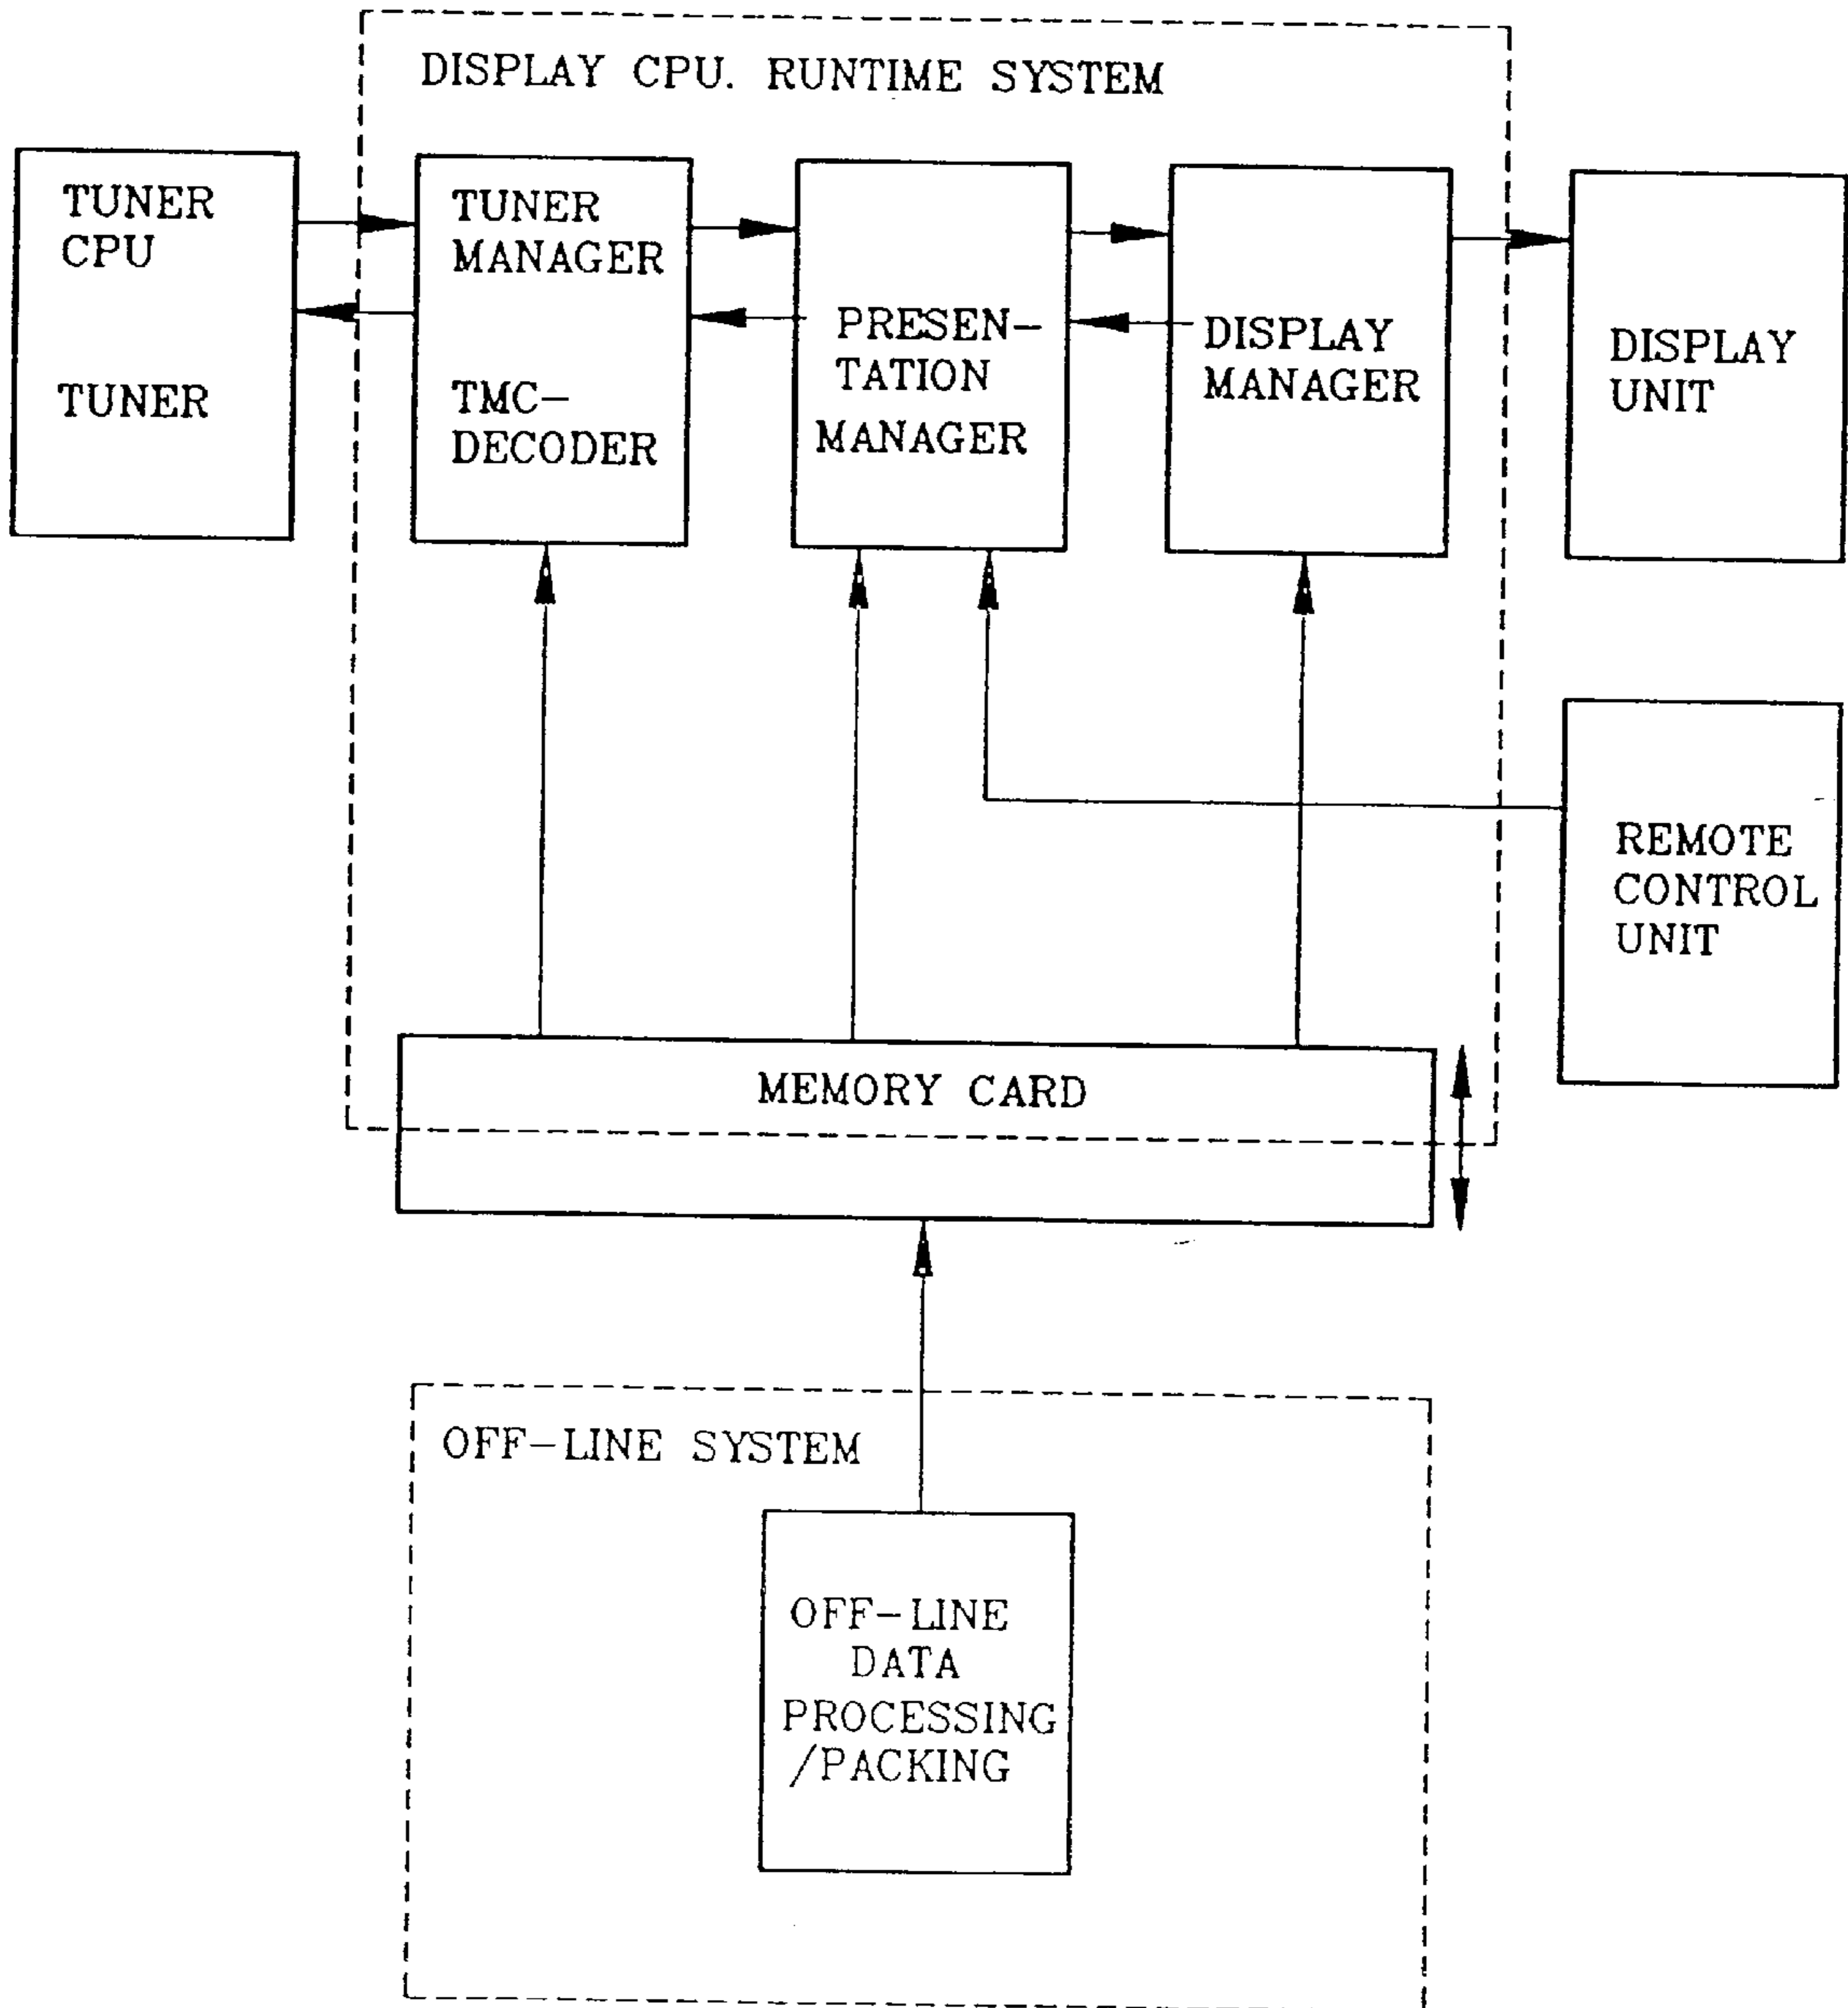 DISPLAY CPU. RUNTIME SYSTEM
TUNER
CPU
TUNER
TUNER
MANAGER
TMC-
DECODER
PRESEN-
TATION
MANAGER
DISPLAY
MANAGER
DISPLAY
UNIT
REMOTE
CONTROL
UNIT
MEMORY CARD
OFF-LINE SYSTEM
OFF-LINE
DATA
PROCESSING
/PACKING